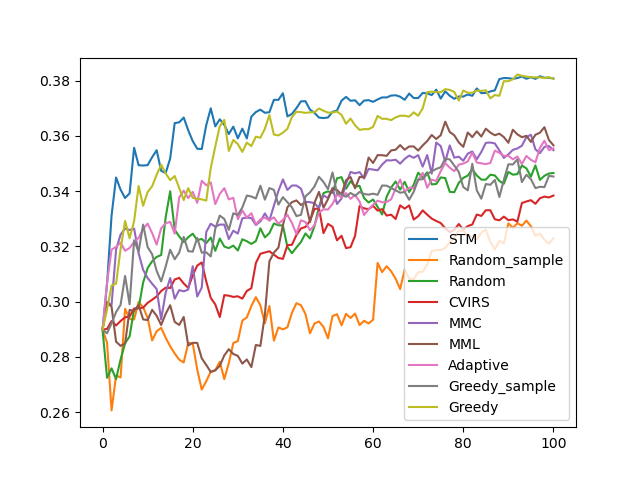 0.38
0.36
0.34
0.32
0.30
0.28
0.26
0
20
40
60
80
100
STM
Random_sample
Random
CVIRS
MMC
MML
Adaptive
Greedy_sample
Greedy